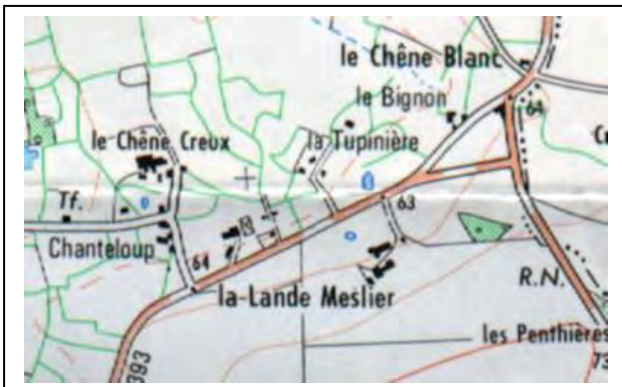 le Chêne Blanc
le Bignon
64
le Chêne Creux
la Tupinière
Tf.
63
Chanteloup
64
la Lande Meslier
R.N.
les Penthières
393
73